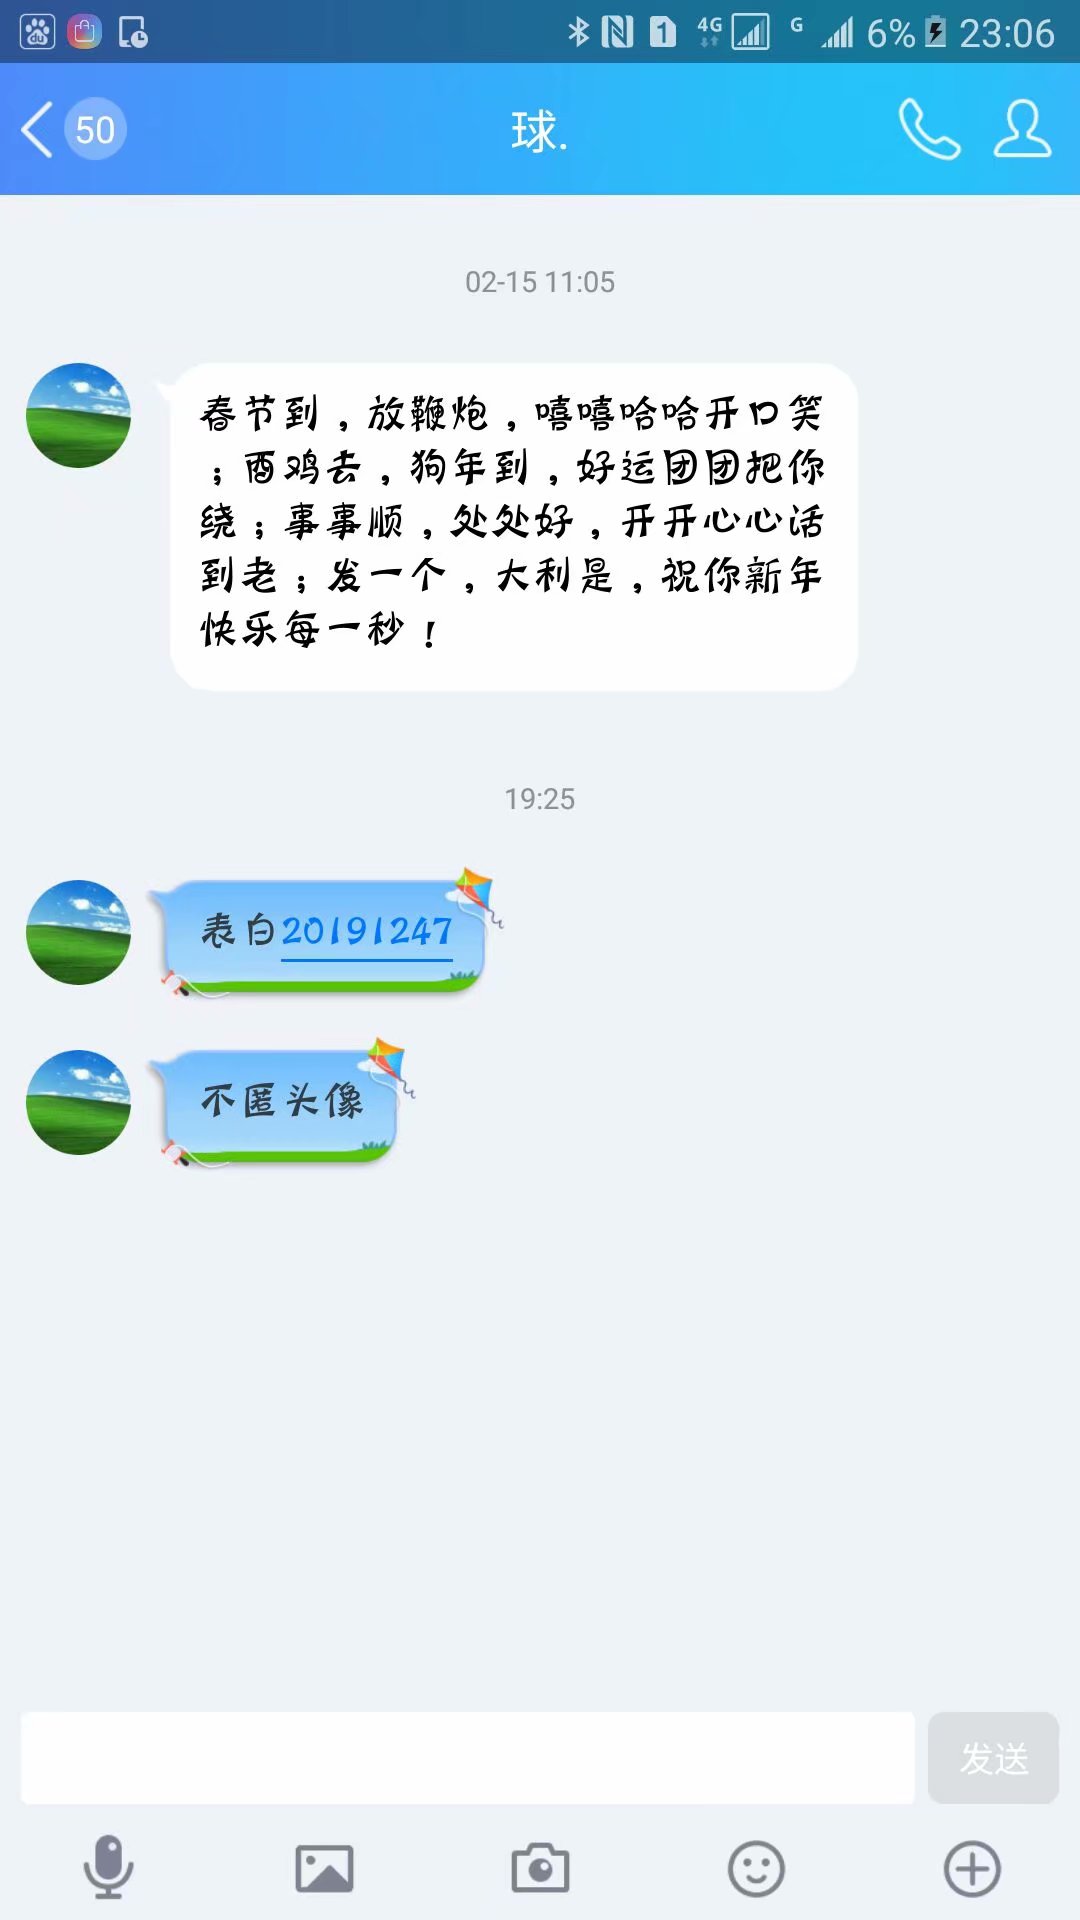 4G G 6% 23:06
50 球.
02-15 11:05
春节到，放鞭炮，嘻嘻哈哈开口笑
；酉鸡去，狗年到，好运团团把你
绕；事事顺，处处好，开开心心活
到老；发一个，大利是，祝你新年
快乐每一秒！
19:25
表白20191247
不匿头像
发送